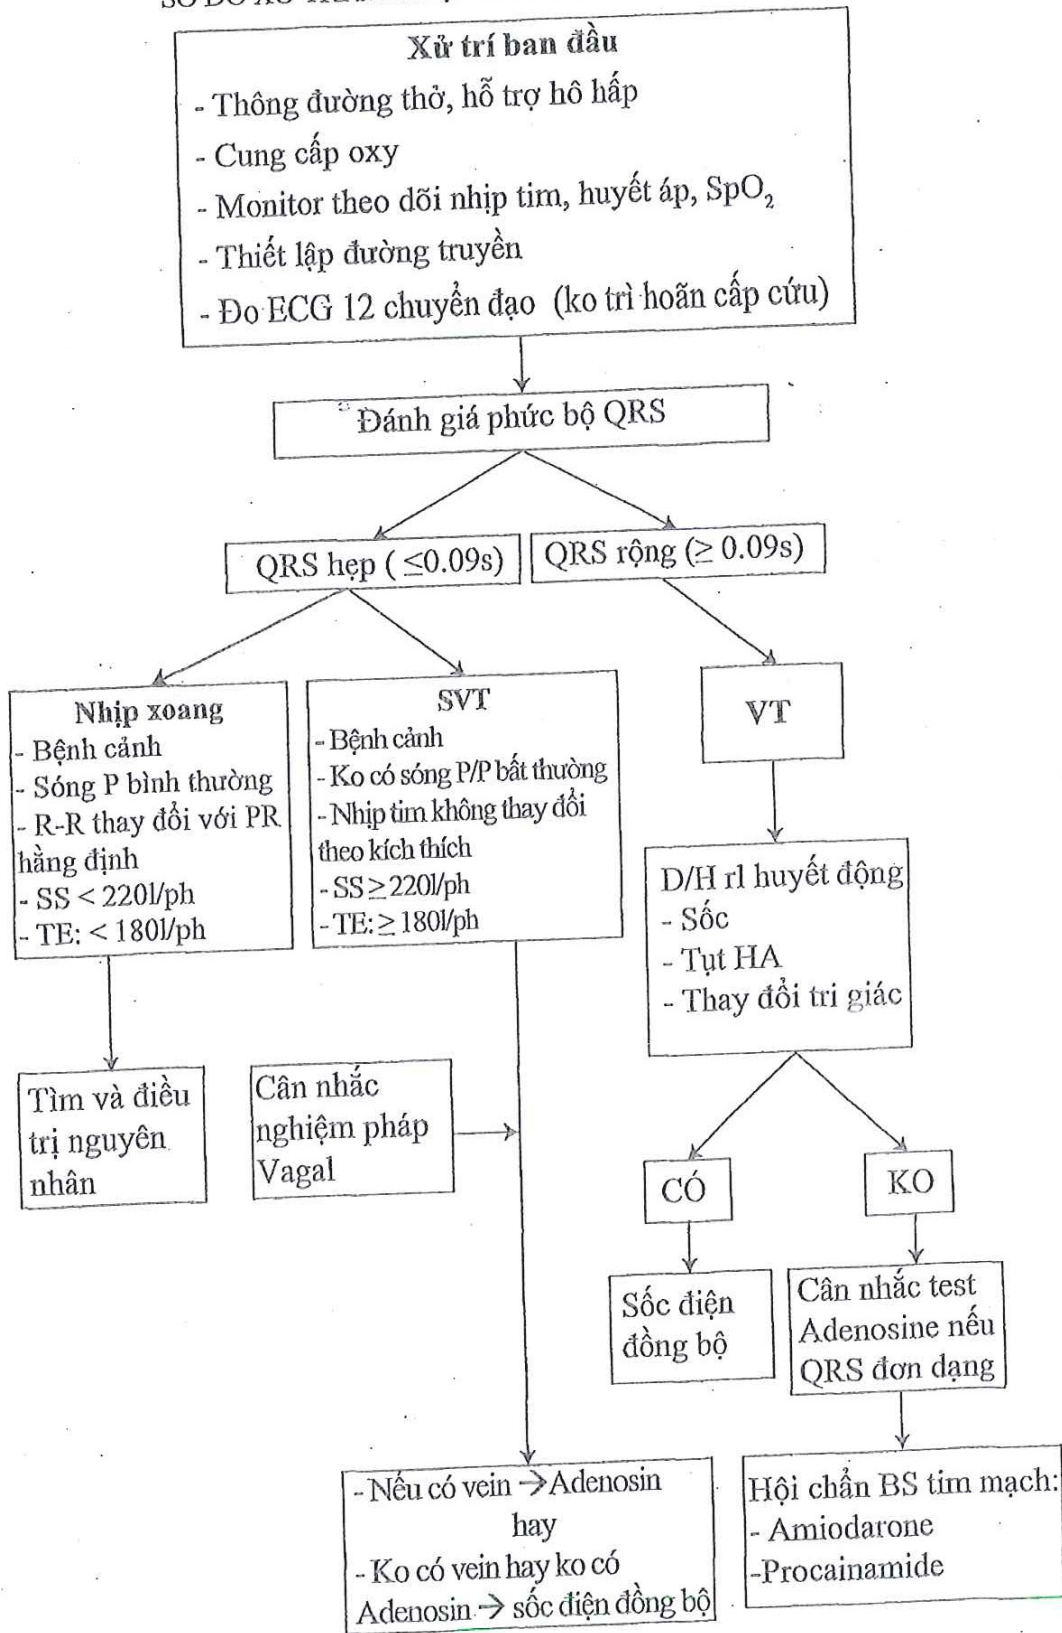 Xử trí ban đầu
- Thông đường thở, hỗ trợ hô hấp
- Cung cấp oxy
- Monitor theo dõi nhịp tim, huyết áp, SpO₂
- Thiết lập đường truyền
- Đo ECG 12 chuyển đạo (ko trì hoãn cấp cứu)
Đánh giá phức bộ QRS
QRS hẹp ( ≤0.09s)
QRS rộng (≥ 0.09s)
Nhịp xoang
- Bệnh cảnh
- Sóng P bình thường
- R-R thay đổi với PR
hằng định
- SS < 220l/ph
- TE: < 180l/ph
SVT
- Bệnh cảnh
- Ko có sóng P/P bất thường
- Nhịp tim không thay đổi
theo kích thích
- SS ≥ 220l/ph
- TE: ≥ 180l/ph
VT
D/H rl huyết động
- Sốc
- Tụt HA
- Thay đổi tri giác
Tìm và điều
trị nguyên
nhân
Cân nhắc
nghiệm pháp
Vagal
CÓ
KO
Sốc điện
đồng bộ
Cân nhắc test
Adenosine nếu
QRS đơn dạng
- Nếu có vein → Adenosin
hay
- Ko có vein hay ko có
Adenosin → sốc điện đồng bộ
Hội chẩn BS tim mạch:
- Amiodarone
-Procainamide